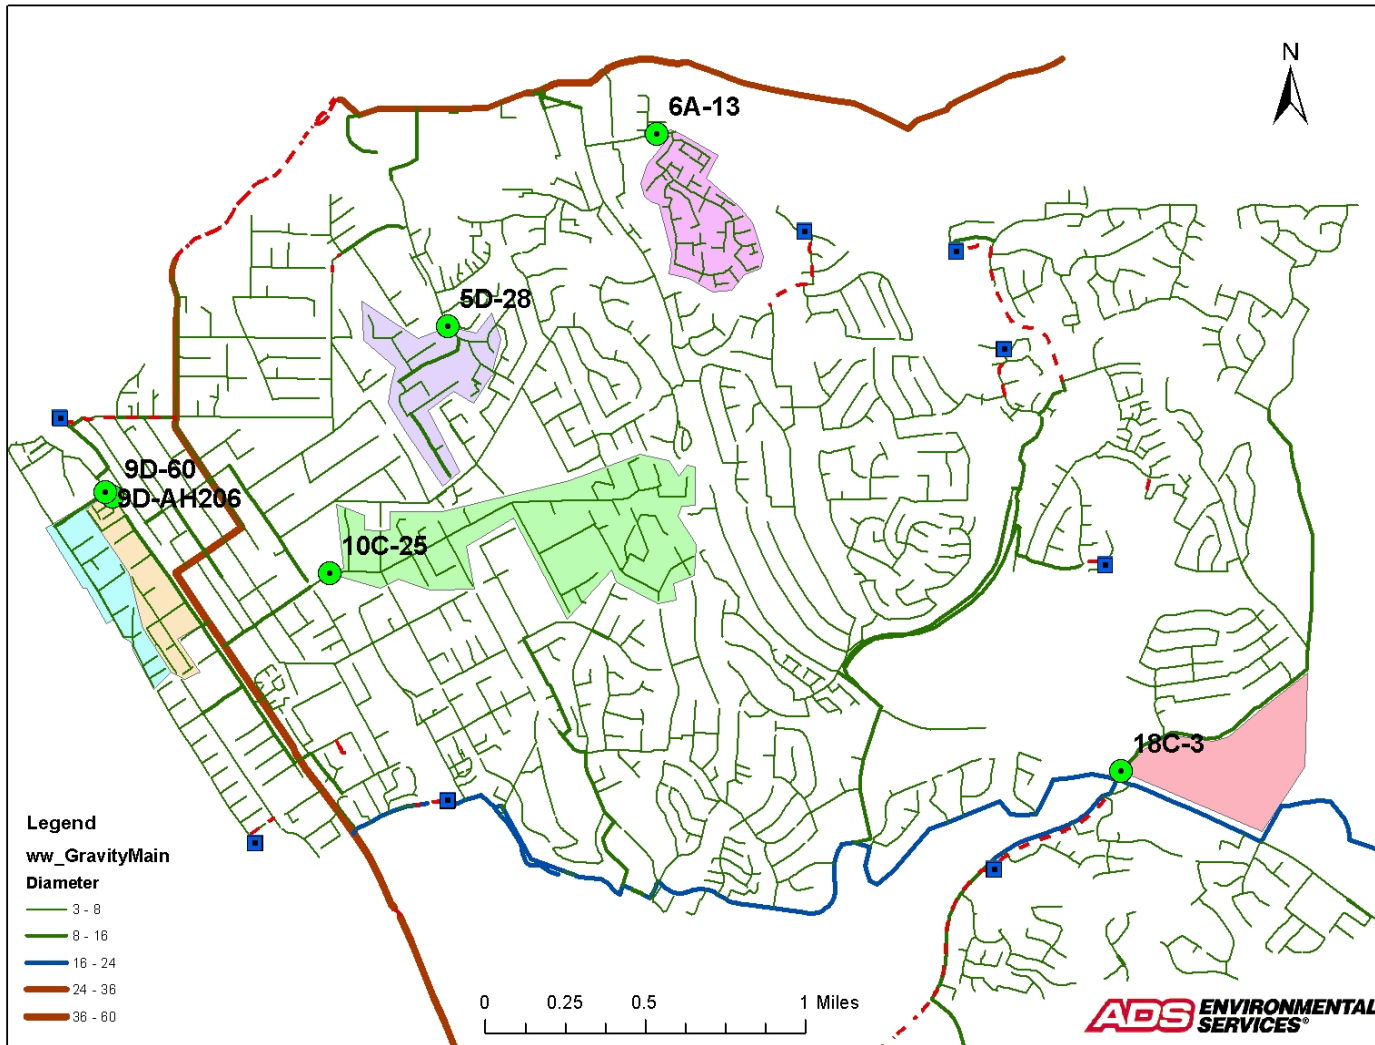 N
6A-13
5D-28
9D-60
9D-AH206
10C-25
18C-3
Legend
ww_GravityMain
Diameter
3 - 8
8 - 16
16 - 24
24 - 36
36 - 60
0 0.25 0.5 1 Miles
ADS ENVIRONMENTAL
SERVICES®